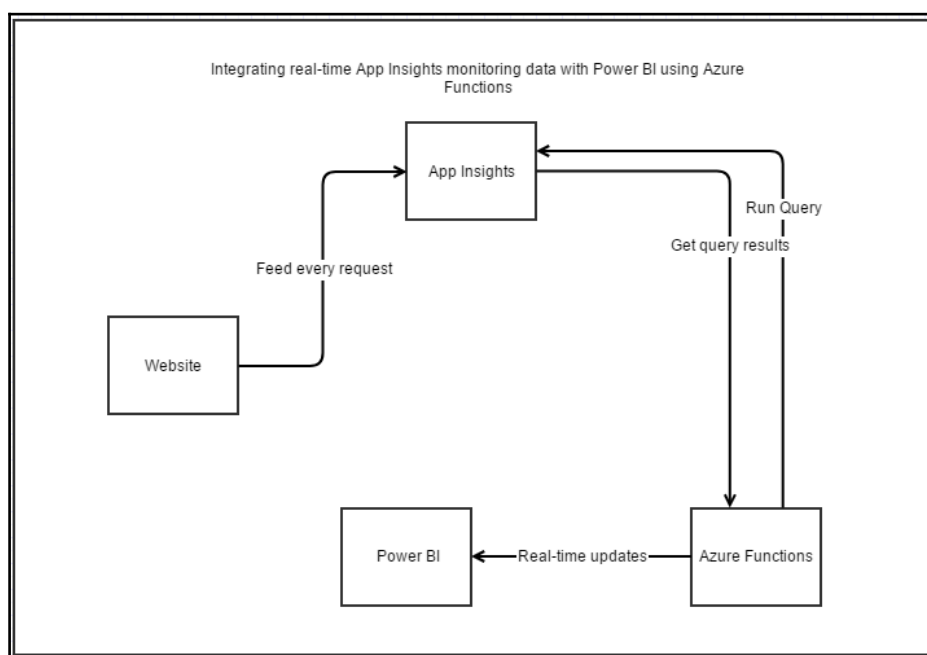 Integrating real-time App Insights monitoring data with Power BI using Azure
Functions
App Insights
Run Query
Get query results
Feed every request
Website
Power BI
Real-time updates
Azure Functions